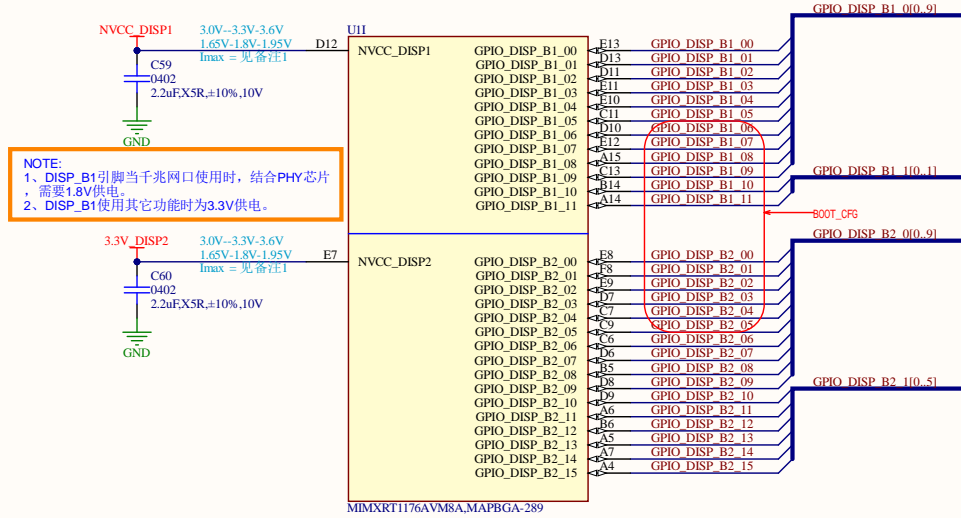 GPIO_DISP_B1_0[0..9]
NVCC_DISP1
3.0V--3.3V-3.6V
1.65V-1.8V-1.95V
Imax = 见备注1
D12
U1I
NVCC_DISP1
C59
0402
2.2uF,X5R,±10%,10V
GND
GPIO_DISP_B1_00 E13 GPIO_DISP_B1_00
GPIO_DISP_B1_01 D13 GPIO_DISP_B1_01
GPIO_DISP_B1_02 D11 GPIO_DISP_B1_02
GPIO_DISP_B1_03 E11 GPIO_DISP_B1_03
GPIO_DISP_B1_04 E10 GPIO_DISP_B1_04
GPIO_DISP_B1_05 C11 GPIO_DISP_B1_05
GPIO_DISP_B1_06 D10 GPIO_DISP_B1_06
GPIO_DISP_B1_07 E12 GPIO_DISP_B1_07
GPIO_DISP_B1_08 A15 GPIO_DISP_B1_08
GPIO_DISP_B1_09 C13 GPIO_DISP_B1_09
GPIO_DISP_B1_10 B14 GPIO_DISP_B1_10
GPIO_DISP_B1_11 A14 GPIO_DISP_B1_11
GPIO_DISP_B1_1[0..1]
BOOT_CFG
NOTE:
1、DISP_B1引脚当千兆网口使用时，结合PHY芯片
，需要1.8V供电。
2、DISP_B1使用其它功能时为3.3V供电。
GPIO_DISP_B2_0[0..9]
3.3V_DISP2
3.0V--3.3V-3.6V
1.65V-1.8V-1.95V
Imax = 见备注1
E7
NVCC_DISP2
C60
0402
2.2uF,X5R,±10%,10V
GND
GPIO_DISP_B2_00 E8 GPIO_DISP_B2_00
GPIO_DISP_B2_01 F8 GPIO_DISP_B2_01
GPIO_DISP_B2_02 E9 GPIO_DISP_B2_02
GPIO_DISP_B2_03 D7 GPIO_DISP_B2_03
GPIO_DISP_B2_04 C7 GPIO_DISP_B2_04
GPIO_DISP_B2_05 C9 GPIO_DISP_B2_05
GPIO_DISP_B2_06 C6 GPIO_DISP_B2_06
GPIO_DISP_B2_07 D6 GPIO_DISP_B2_07
GPIO_DISP_B2_08 B5 GPIO_DISP_B2_08
GPIO_DISP_B2_09 D8 GPIO_DISP_B2_09
GPIO_DISP_B2_10 D9 GPIO_DISP_B2_10
GPIO_DISP_B2_11 A6 GPIO_DISP_B2_11
GPIO_DISP_B2_12 B6 GPIO_DISP_B2_12
GPIO_DISP_B2_13 A5 GPIO_DISP_B2_13
GPIO_DISP_B2_14 A7 GPIO_DISP_B2_14
GPIO_DISP_B2_15 A4 GPIO_DISP_B2_15
GPIO_DISP_B2_1[0..5]
MIMXRT1176AVM8A,MAPBGA-289